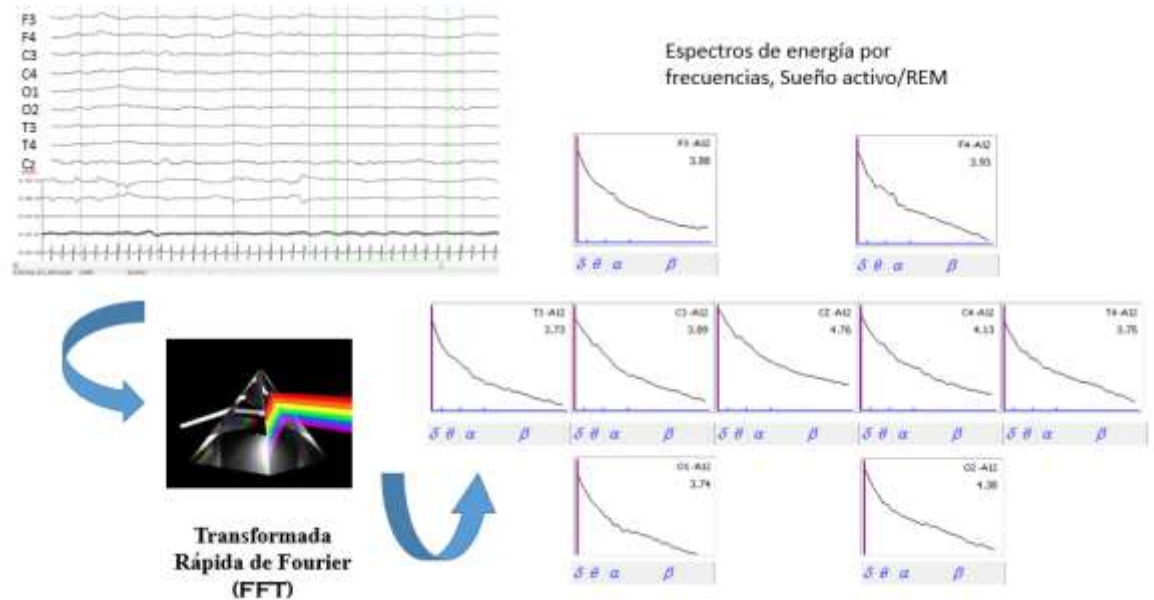 F3
F4
C3
C4
O1
O2
T3
T4
Cz
Espectros de energía por
frecuencias, Sueño activo/REM
F3-A12
3.88
δ θ α β
F4-A12
3.93
δ θ α β
T3-A12
3.73
δ θ α β
C3-A12
3.89
δ θ α β
CZ-A12
4.76
δ θ α β
C4-A12
4.13
δ θ α β
T4-A12
3.75
δ θ α β
O1-A12
3.74
δ θ α β
O2-A12
4.38
δ θ α β
Transformada
Rápida de Fourier
(FFT)